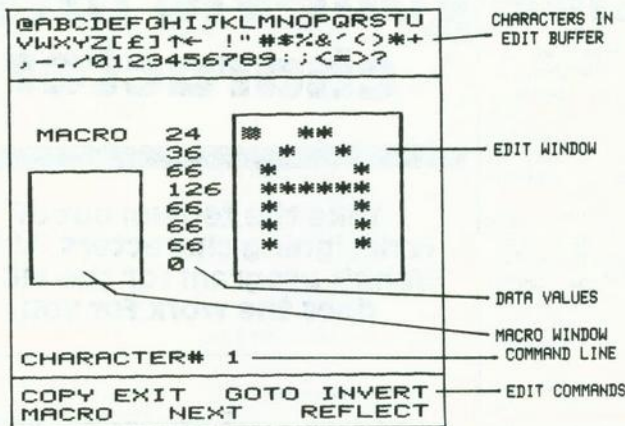 @ABCDEFGHIJKLMNOPQRSTU
VWXYZ[£]↑← !"#$%&´()*+
,-./0123456789:;<=>?
CHARACTERS IN
EDIT BUFFER
MACRO 24
36
66
126
66
66
66
0
** 
* *
* *
******
* *
* *
* *
EDIT WINDOW
DATA VALUES
MACRO WINDOW
CHARACTER# 1
COMMAND LINE
COPY EXIT GOTO INVERT
MACRO NEXT REFLECT
EDIT COMMANDS